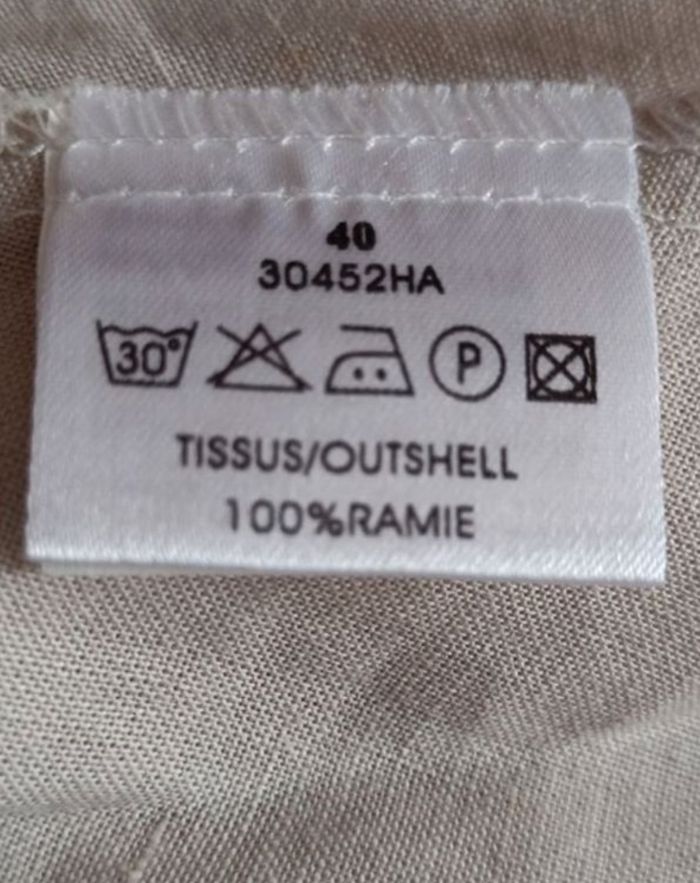 40
30452HA
30° P
TISSUS/OUTSHELL
100%RAMIE